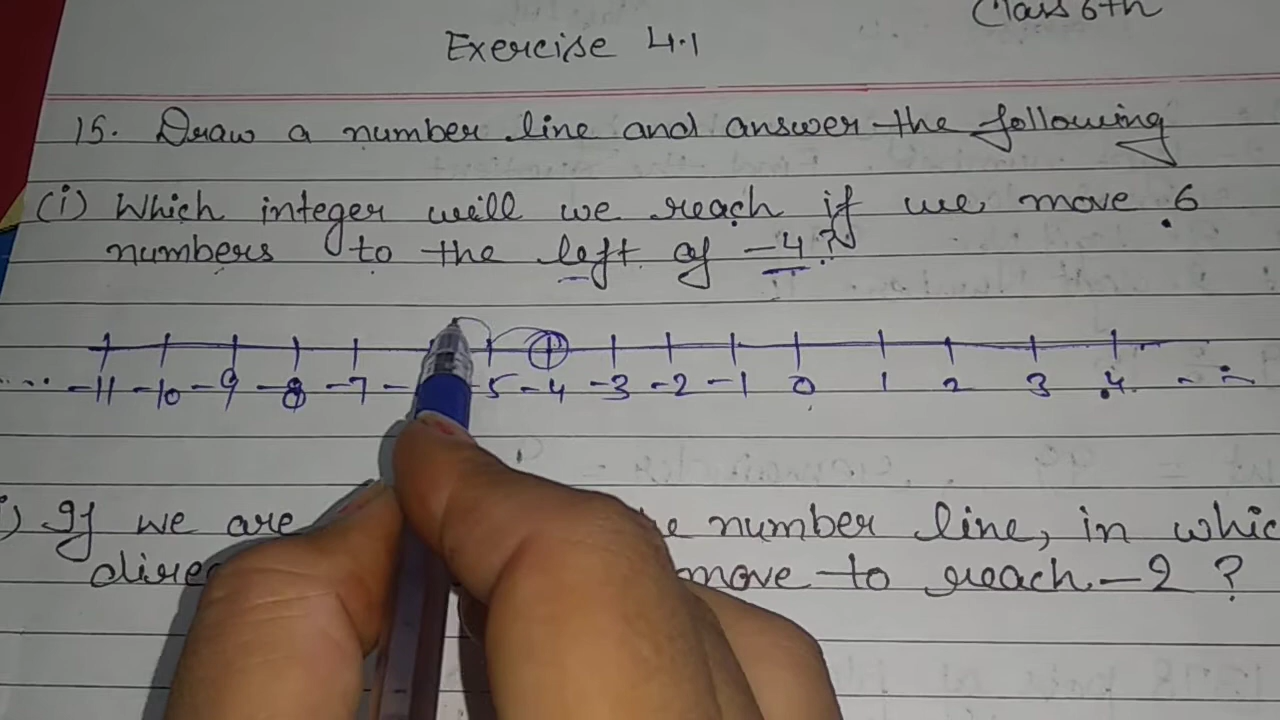 Class 6th
Exercise 4.1
15. Draw a number line and answer the following
(i) Which integer will we reach if we move 6
numbers to the left of -4?
.... -11 -10 -9 -8 -7 - 5 -4 -3 -2 -1 0 1 2 3 4 ---
) If we are number line, in
move to reach -2 ?